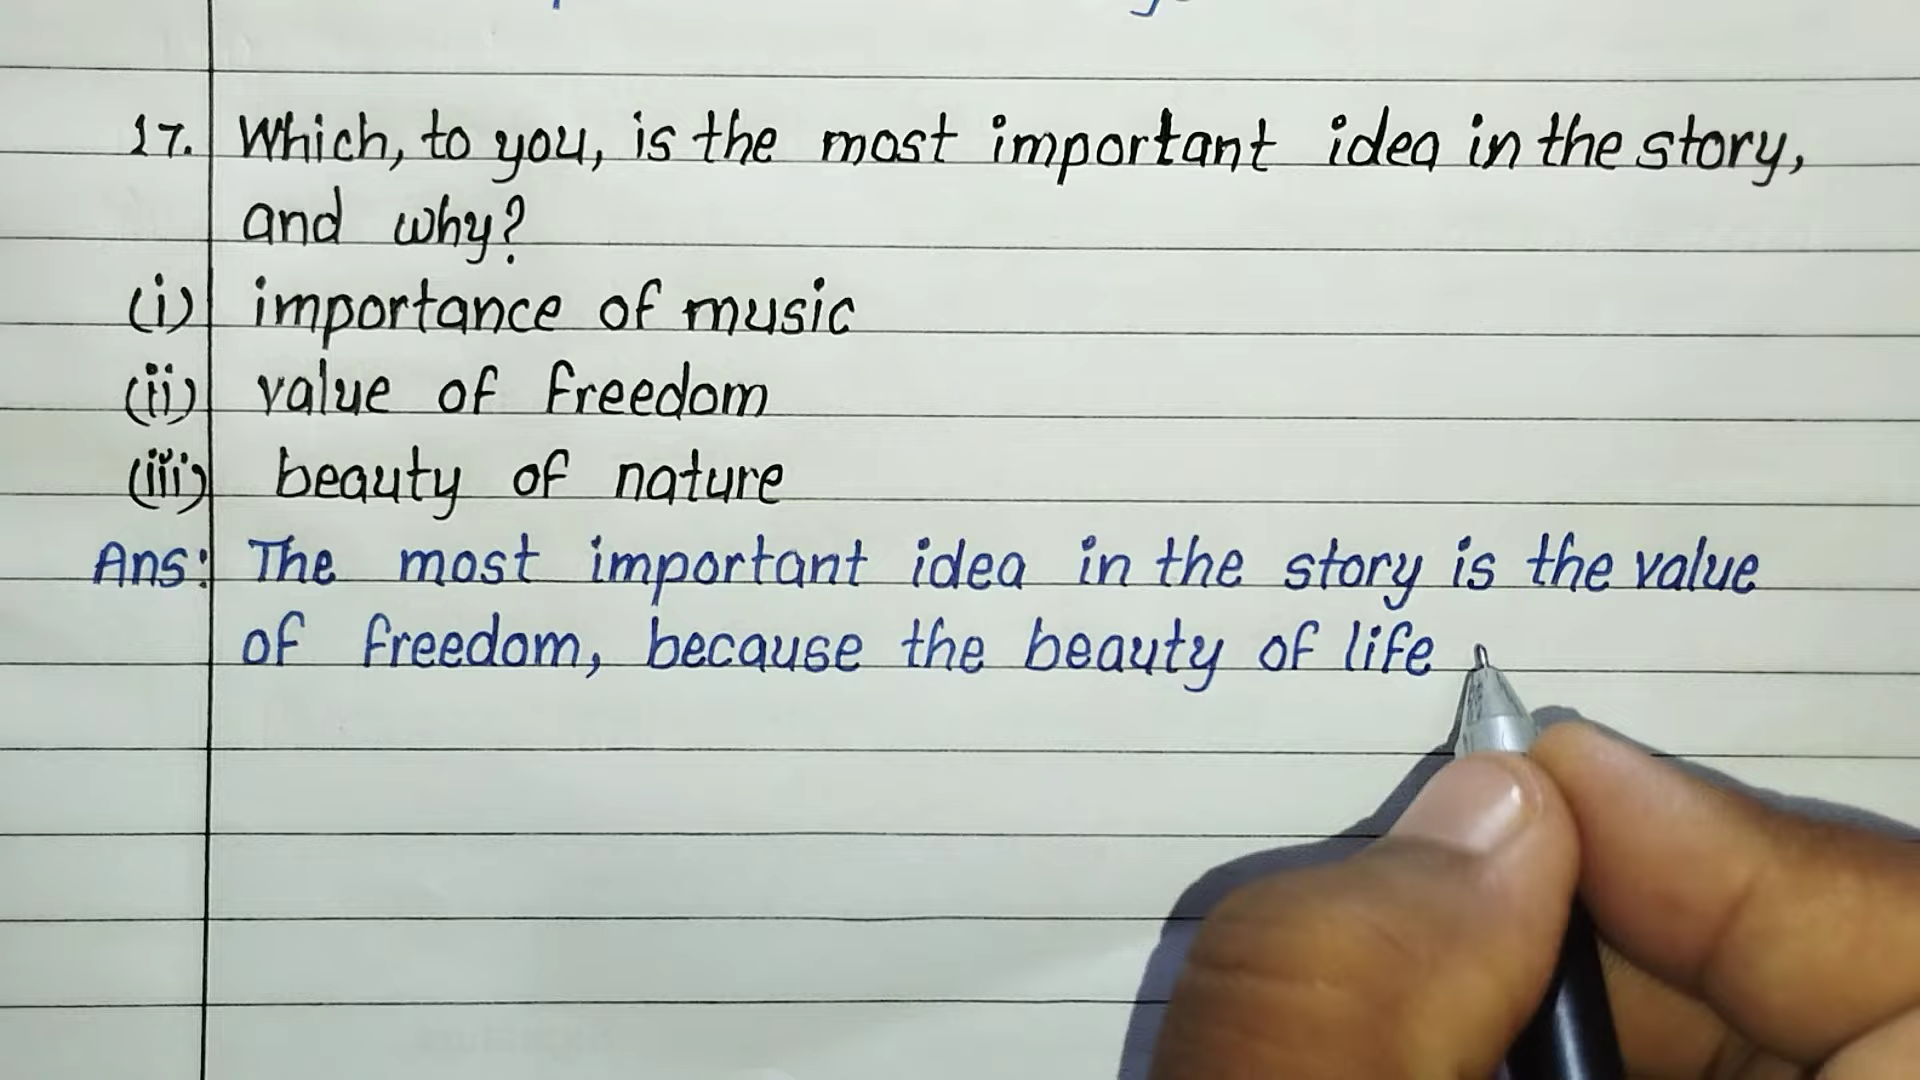 17. Which, to you, is the most important idea in the story,
and why?
(i) importance of music
(ii) value of freedom
(iii) beauty of nature
Ans: The most important idea in the story is the value
of freedom, because the beauty of life